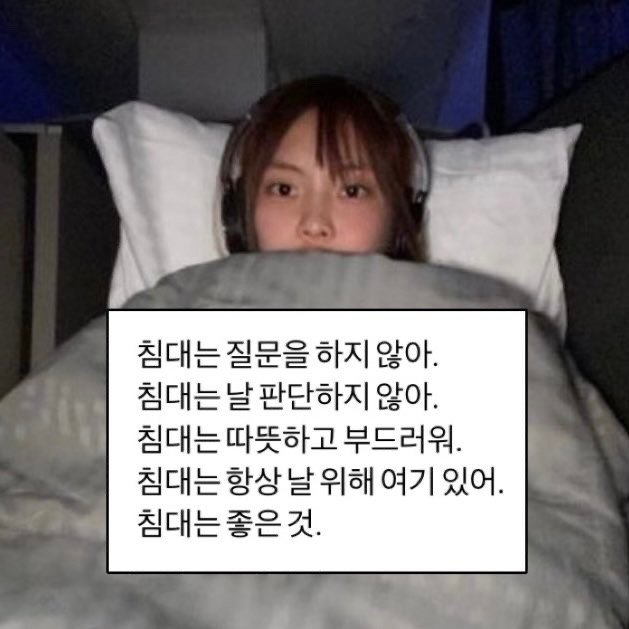 침대는 질문을 하지 않아.
침대는 날 판단하지 않아.
침대는 따뜻하고 부드러워.
침대는 항상 날 위해 여기 있어.
침대는 좋은 것.